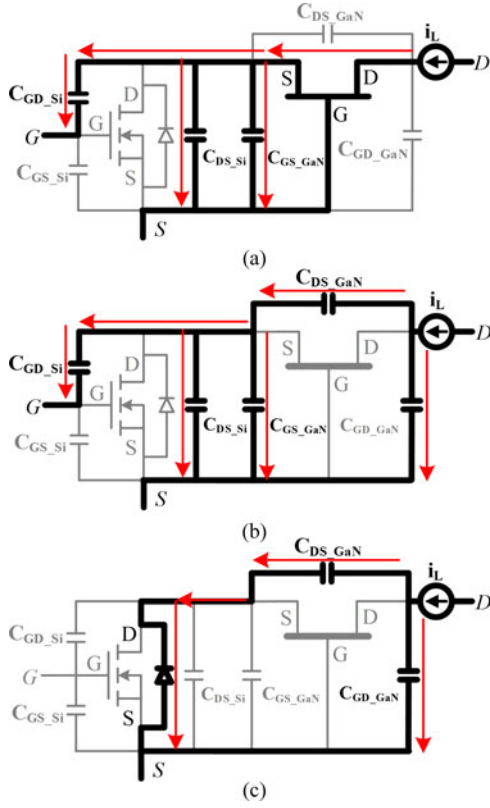 C_DS_GaN
i_L
S D D
C_GD_Si
D
G
G G
C_DS_Si C_GS_GaN C_GD_GaN
C_GS_Si
S
S
(a)
C_DS_GaN
i_L
D
S D
C_GD_Si
D
G
G G
C_DS_Si C_GS_GaN C_GD_GaN
C_GS_Si
S
S
(b)
C_DS_GaN
i_L
D
S D
C_GD_Si
D
G
G G
C_DS_Si C_GS_GaN C_GD_GaN
C_GS_Si
S
S
(c)